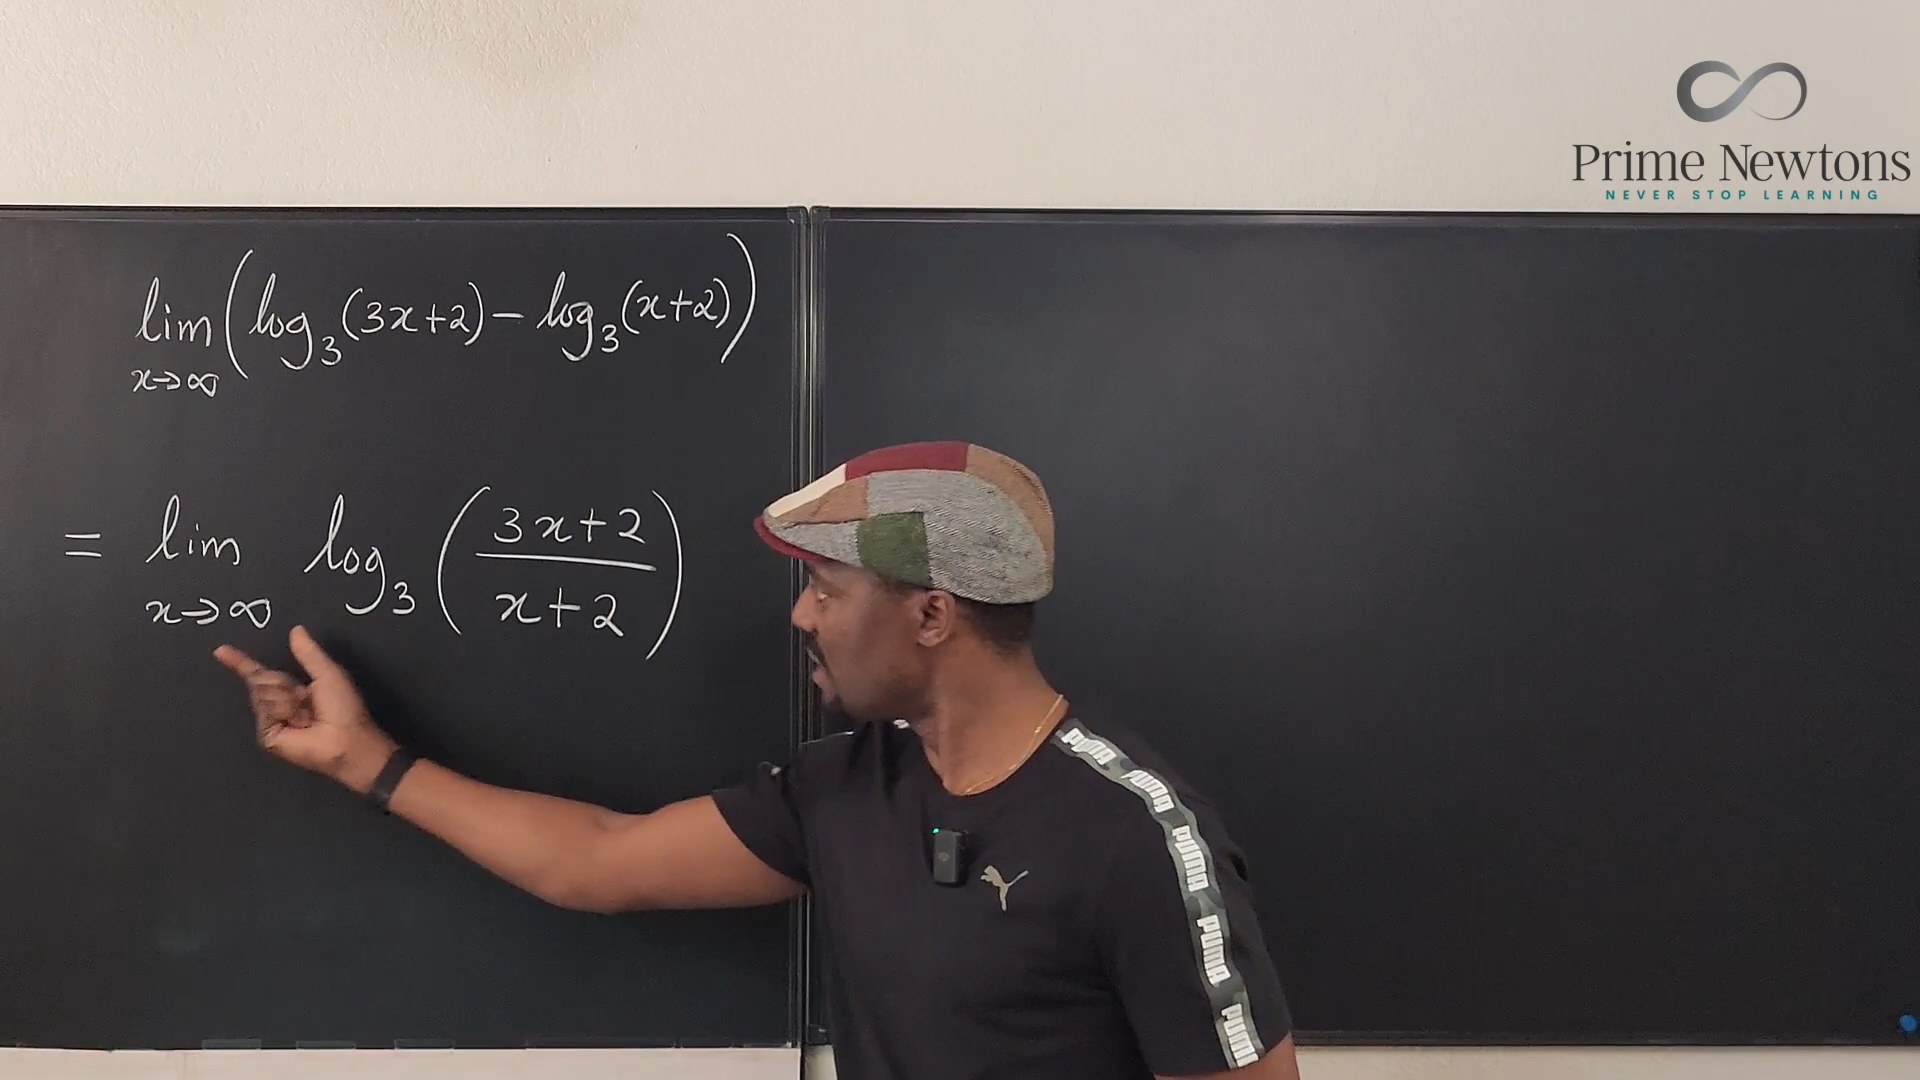 Prime Newtons
NEVER STOP LEARNING
lim x→∞ (log₃(3x+2) − log₃(x+2))
= lim x→∞ log₃ ((3x+2)/(x+2))
PUMA PUMA PUMA PUMA PUMA